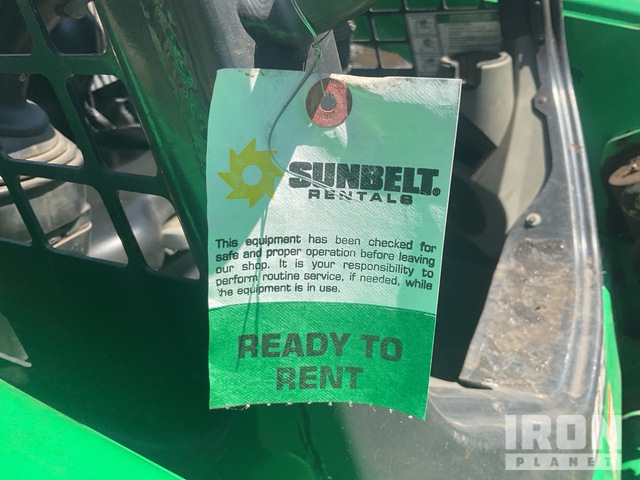 SUNBELT.
RENTALS
This equipment has been checked for
safe and proper operation before leaving
our shop. It is your responsibility to
perform routine service, if needed, while
the equipment is in use.
READY TO
RENT
IRON
PLANET